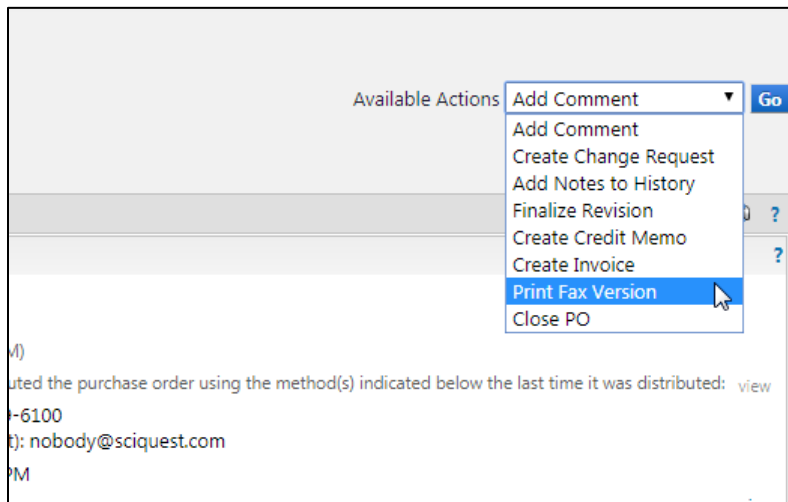 Available Actions Add Comment ▼ Go
Add Comment
Create Change Request
Add Notes to History
Finalize Revision
Create Credit Memo
Create Invoice
Print Fax Version
Close PO
?
?
M)
uted the purchase order using the method(s) indicated below the last time it was distributed: view
-6100
t): nobody@sciquest.com
PM